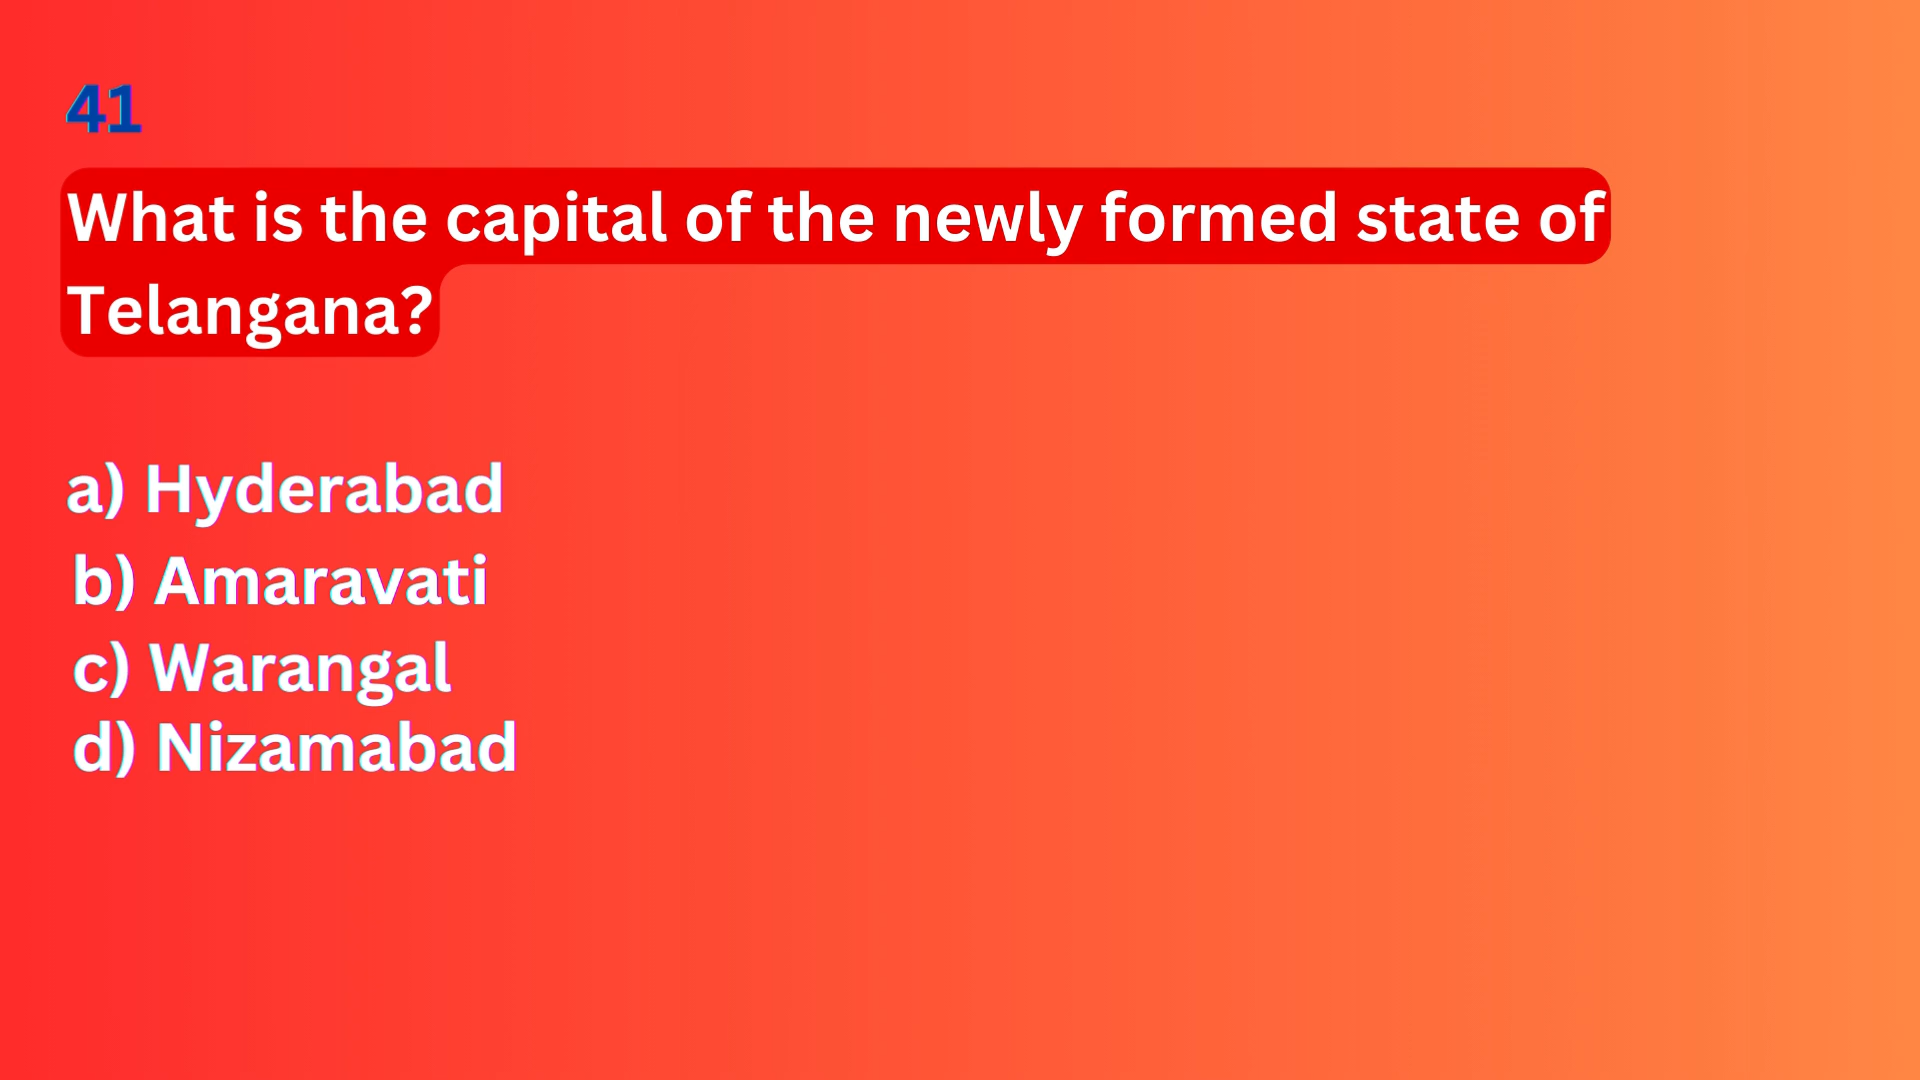 41
What is the capital of the newly formed state of
Telangana?
a) Hyderabad
b) Amaravati
c) Warangal
d) Nizamabad